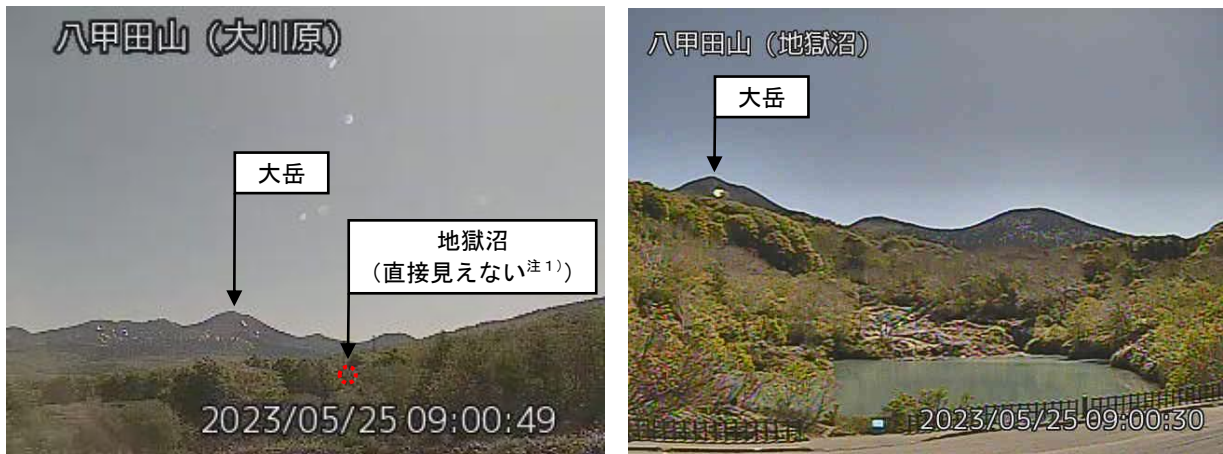 八甲田山（大川原）
大岳
地獄沼
（直接見えない注１））
2023/05/25 09:00:49
八甲田山（地獄沼）
大岳
2023/05/25 09:00:30